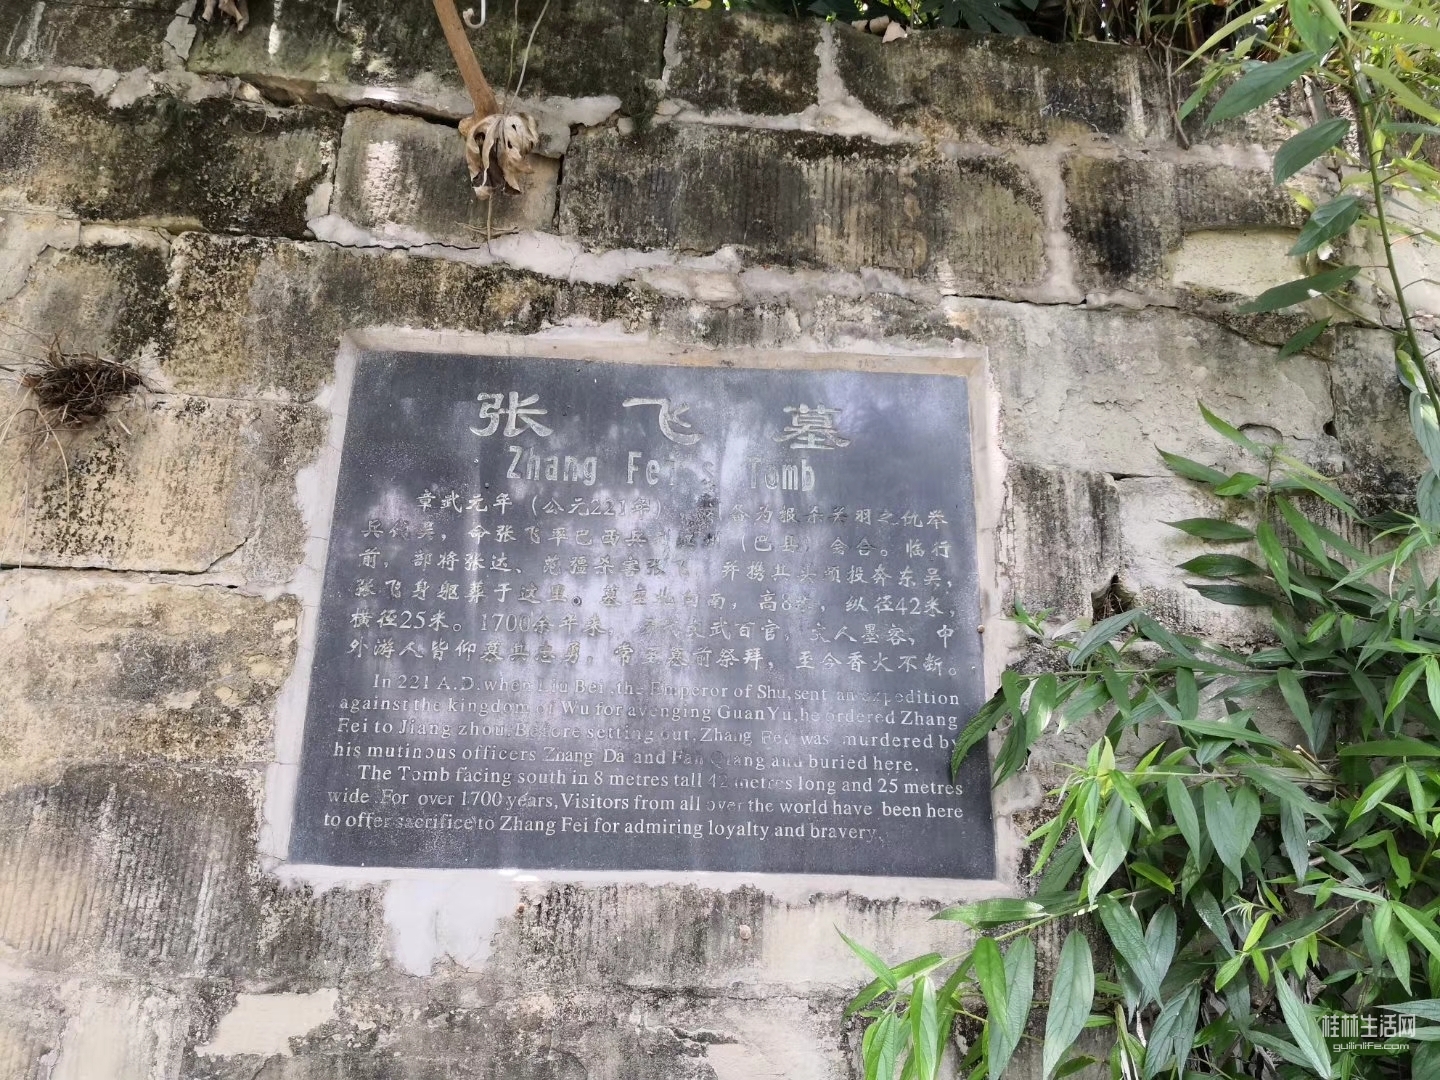 张飞墓
Zhang Fei s Tomb
章武元年（公元221年），备为报杀关羽之仇举
兵伐吴，命张飞率巴西兵（巴县）会合。临行
前，部将张达、范疆杀害张飞，并携其头颅投奔东吴，
张飞身躯葬于这里。墓坐北向南，高8米，纵径42米，
横径25米。1700余年来，文武百官，文人墨客，中
外游人皆仰慕其忠勇，常至墓前祭拜，至今香火不断。
In 221 A.D.when Liu Bei ,the Emperor of Shu,sent an expedition
against the kingdom of Wu for avenging GuanYu,he ordered Zhang
Fei to Jiang zhou.Before setting out, Zhang Fei was murdered by
his mutinous officers Zhang Da and Fan Qiang and buried here.
The Tomb facing south in 8 metres tall 42 metres long and 25 metres
wide .For over 1700 years,Visitors from all over the world have been here
to offer sacrifice to Zhang Fei for admiring loyalty and bravery.
桂林生活网
guilinlife.com